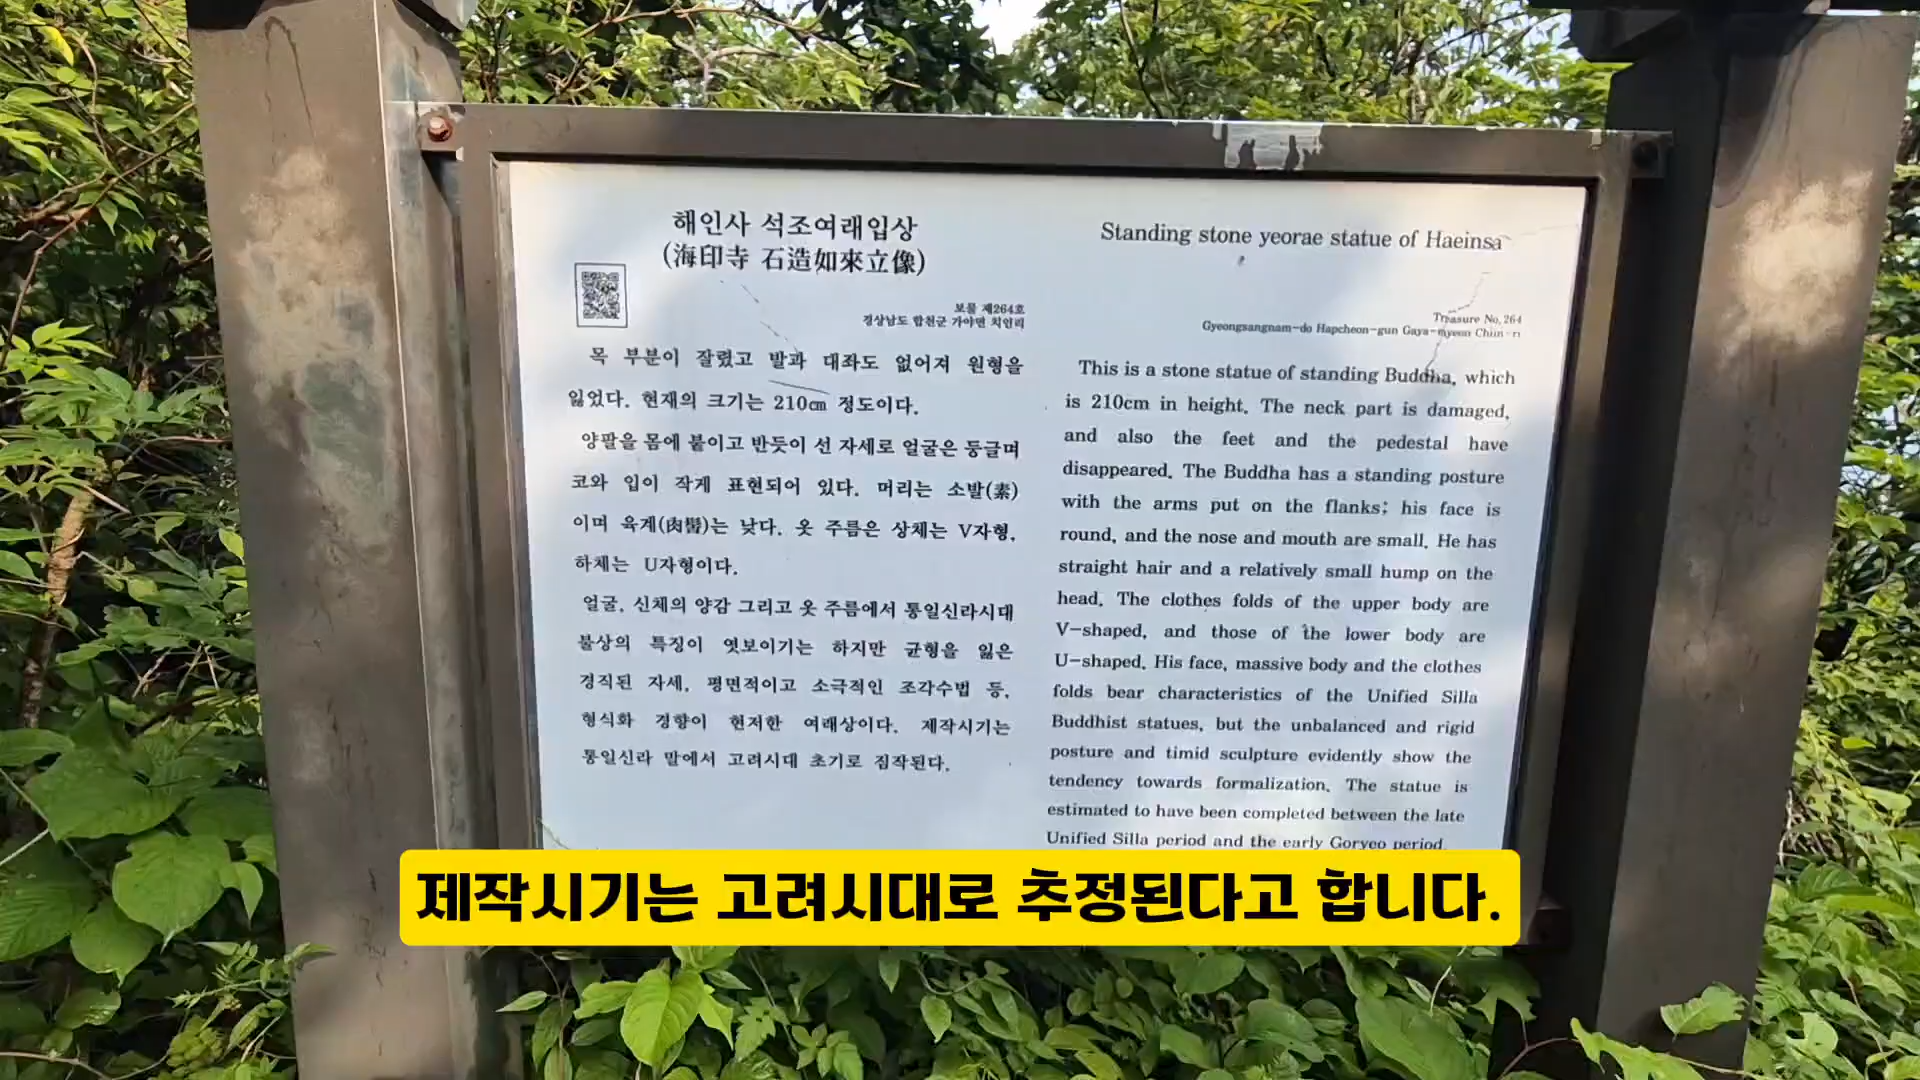 해인사 석조여래입상
(海印寺 石造如來立像)
보물 제264호
경상남도 합천군 가야면 치인리
목 부분이 잘렸고 발과 대좌도 없어져 원형을
잃었다. 현재의 크기는 210㎝ 정도이다.
양팔을 몸에 붙이고 반듯이 선 자세로 얼굴은 둥글며
코와 입이 작게 표현되어 있다. 머리는 소발(素)
이며 육계(肉髻)는 낮다. 옷 주름은 상체는 V자형,
하체는 U자형이다.
얼굴, 신체의 양감 그리고 옷 주름에서 통일신라시대
불상의 특징이 엿보이기는 하지만 균형을 잃은
경직된 자세, 평면적이고 소극적인 조각수법 등,
형식화 경향이 현저한 여래상이다. 제작시기는
통일신라 말에서 고려시대 초기로 짐작된다.
Standing stone yeorae statue of Haeinsa
Treasure No. 264
Gyeongsangnam-do Hapcheon-gun Gaya-myeon
This is a stone statue of standing Buddha, which
is 210cm in height. The neck part is damaged,
and also the feet and the pedestal have
disappeared. The Buddha has a standing posture
with the arms put on the flanks; his face is
round, and the nose and mouth are small. He has
straight hair and a relatively small hump on the
head. The clothes folds of the upper body are
V-shaped, and those of the lower body are
U-shaped. His face, massive body and the clothes
folds bear characteristics of the Unified Silla
Buddhist statues, but the unbalanced and rigid
posture and timid sculpture evidently show the
tendency towards formalization. The statue is
estimated to have been completed between the late
Unified Silla period and the early Goryeo period.
제작시기는 고려시대로 추정된다고 합니다.